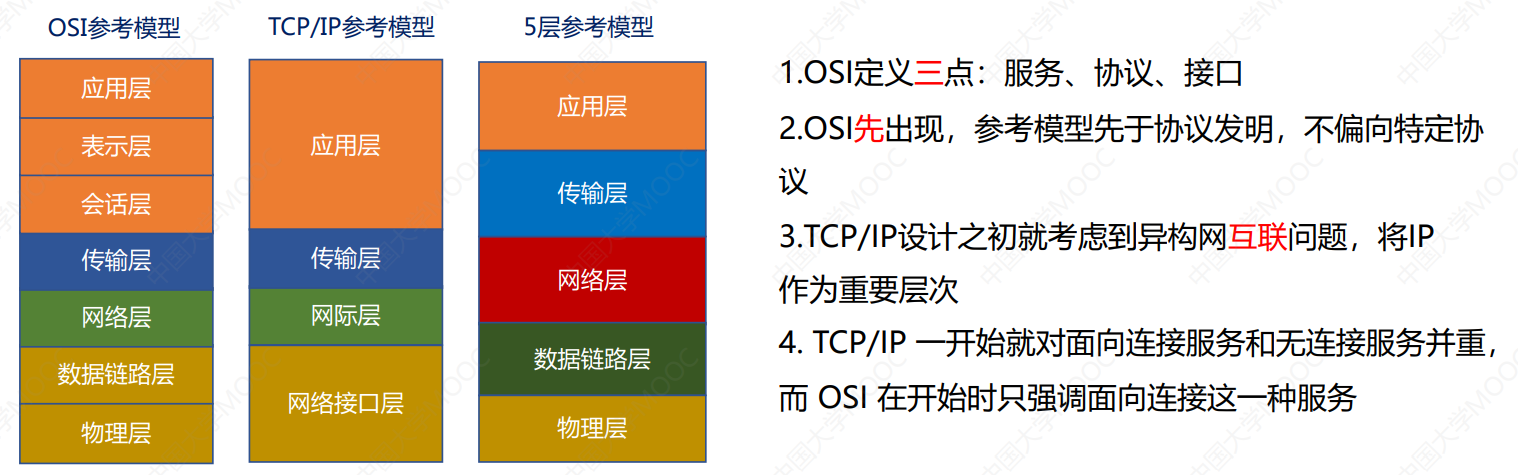 OSI参考模型
应用层
表示层
会话层
传输层
网络层
数据链路层
物理层
TCP/IP参考模型
应用层
传输层
网际层
网络接口层
5层参考模型
应用层
传输层
网络层
数据链路层
物理层
1.OSI定义三点：服务、协议、接口
2.OSI先出现，参考模型先于协议发明，不偏向特定协
议
3.TCP/IP设计之初就考虑到异构网互联问题，将IP
作为重要层次
4. TCP/IP 一开始就对面向连接服务和无连接服务并重，
而 OSI 在开始时只强调面向连接这一种服务
中国大学MOOC